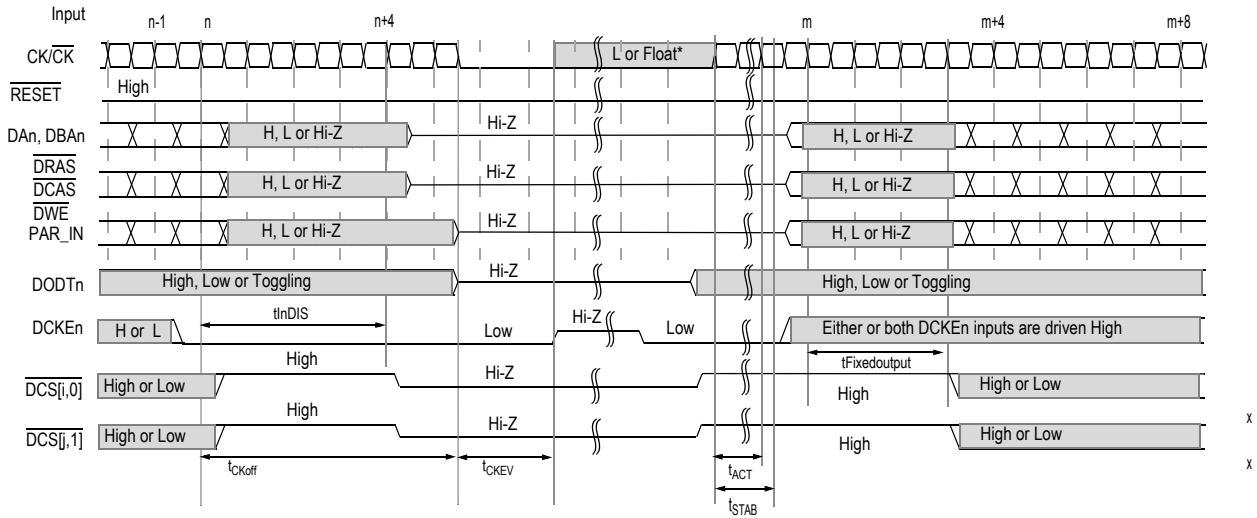 Input
n-1 n n+4 m m+4 m+8
CK/CK L or Float*
RESET High
DAn, DBAn H, L or Hi-Z Hi-Z H, L or Hi-Z
DRAS
DCAS H, L or Hi-Z Hi-Z H, L or Hi-Z
DWE
PAR_IN H, L or Hi-Z Hi-Z H, L or Hi-Z
DODTn High, Low or Toggling Hi-Z High, Low or Toggling
DCKEn H or L tInDIS Low Hi-Z Low Either or both DCKEn inputs are driven High
tFixedoutput
DCS[i,0] High or Low High Hi-Z High High or Low
x
DCS[j,1] High or Low High Hi-Z High High or Low
x
tCKoff tCKEV tACT
tSTAB